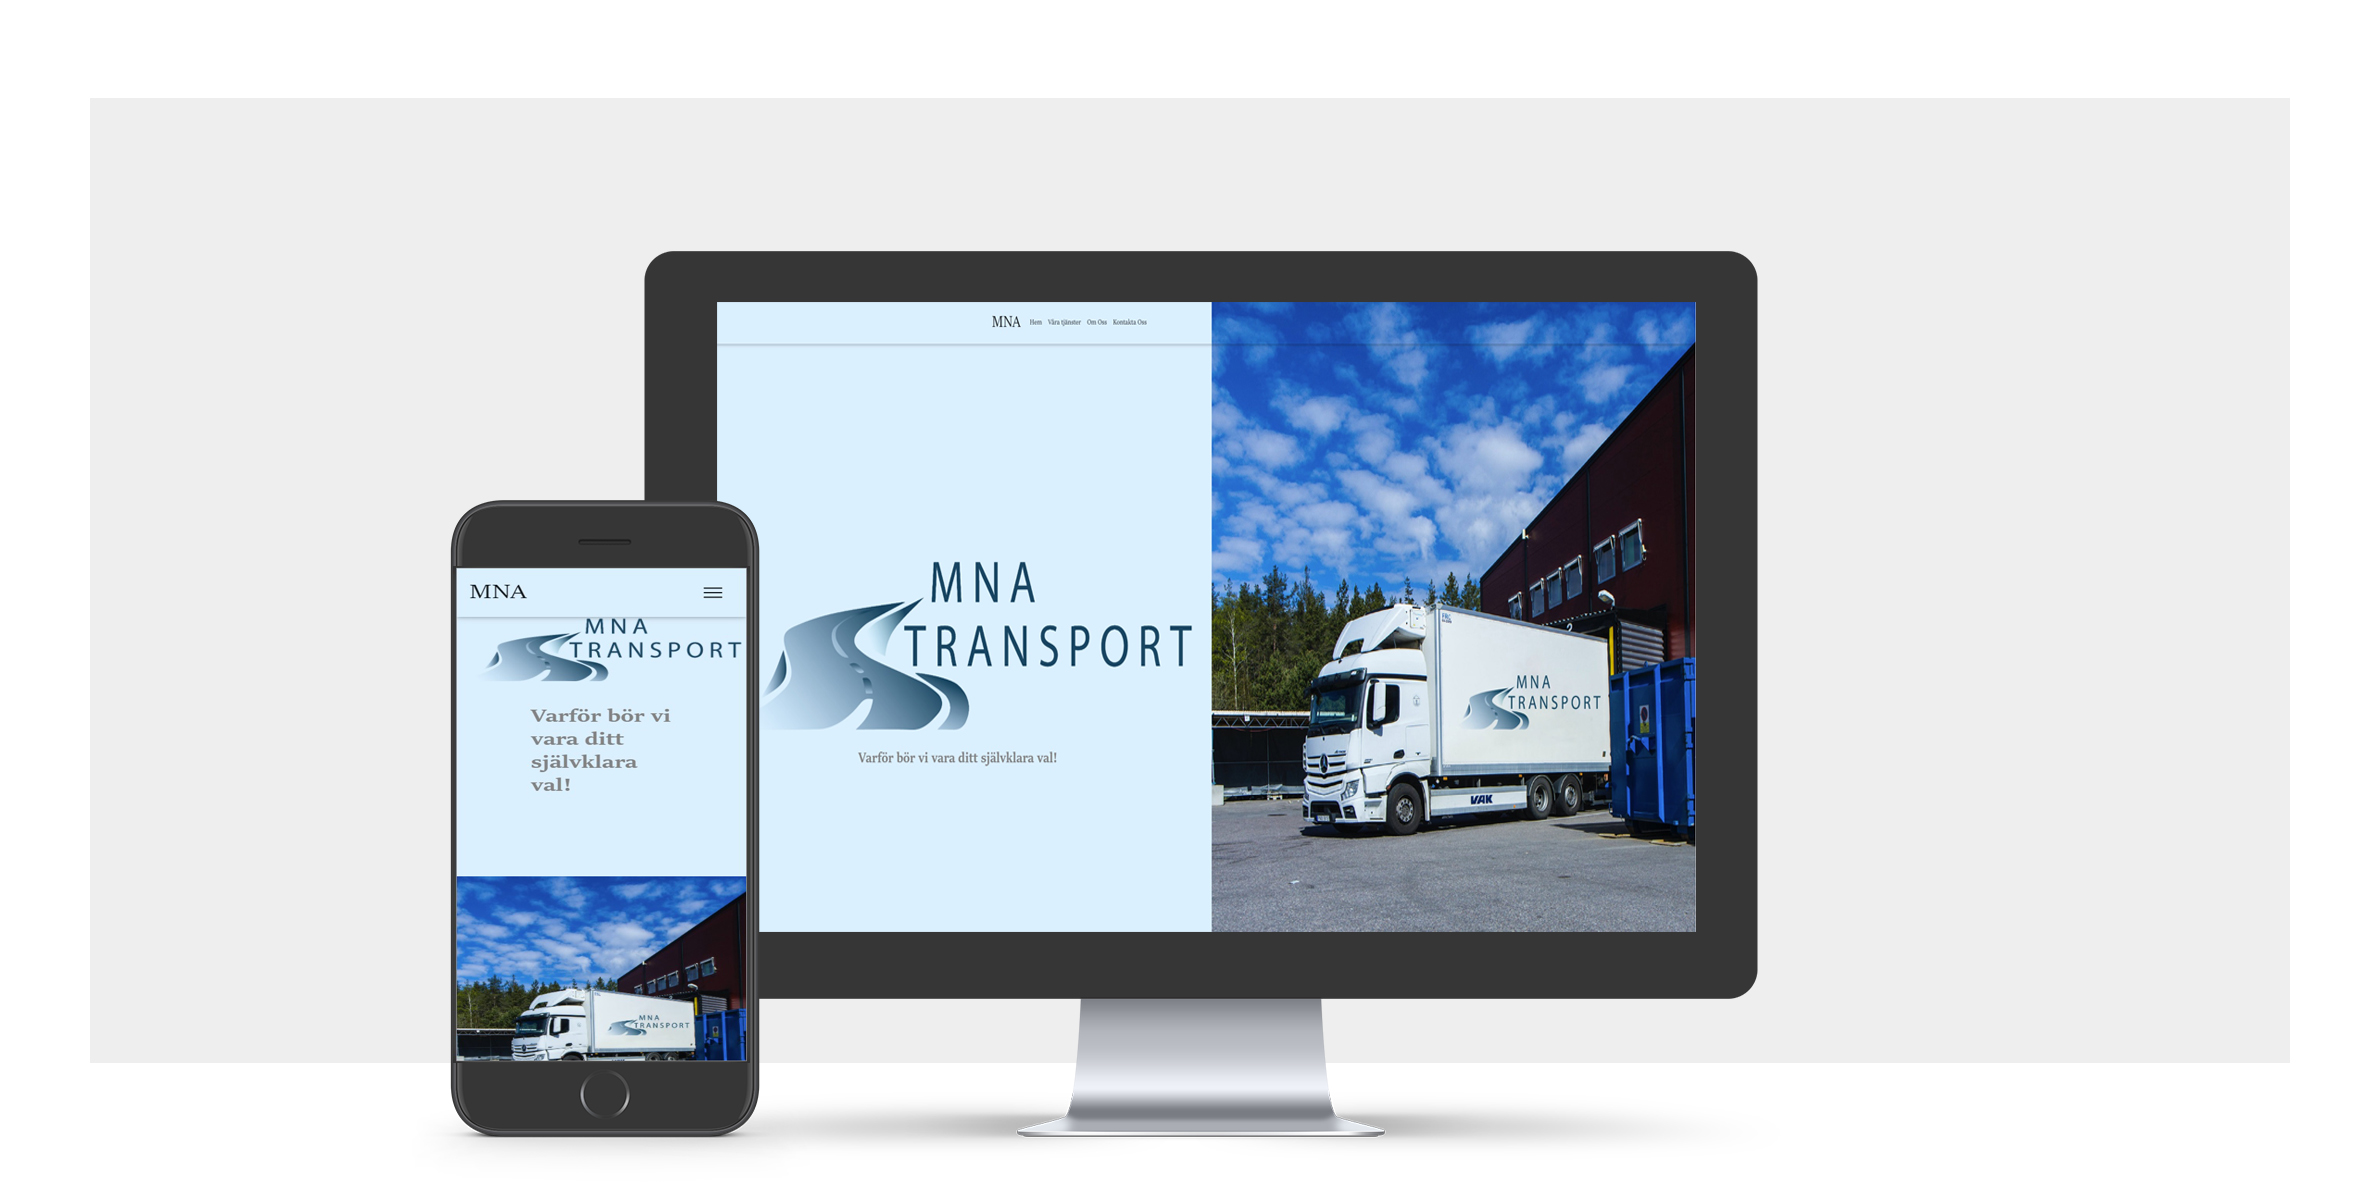 MNA Hem Våra tjänster Om Oss Kontakta Oss
MNA
TRANSPORT
Varför bör vi vara ditt självklara val!
MNA
TRANSPORT
VAK
MNA
MNA
TRANSPORT
Varför bör vi
vara ditt
självklara
val!
MNA
TRANSPORT